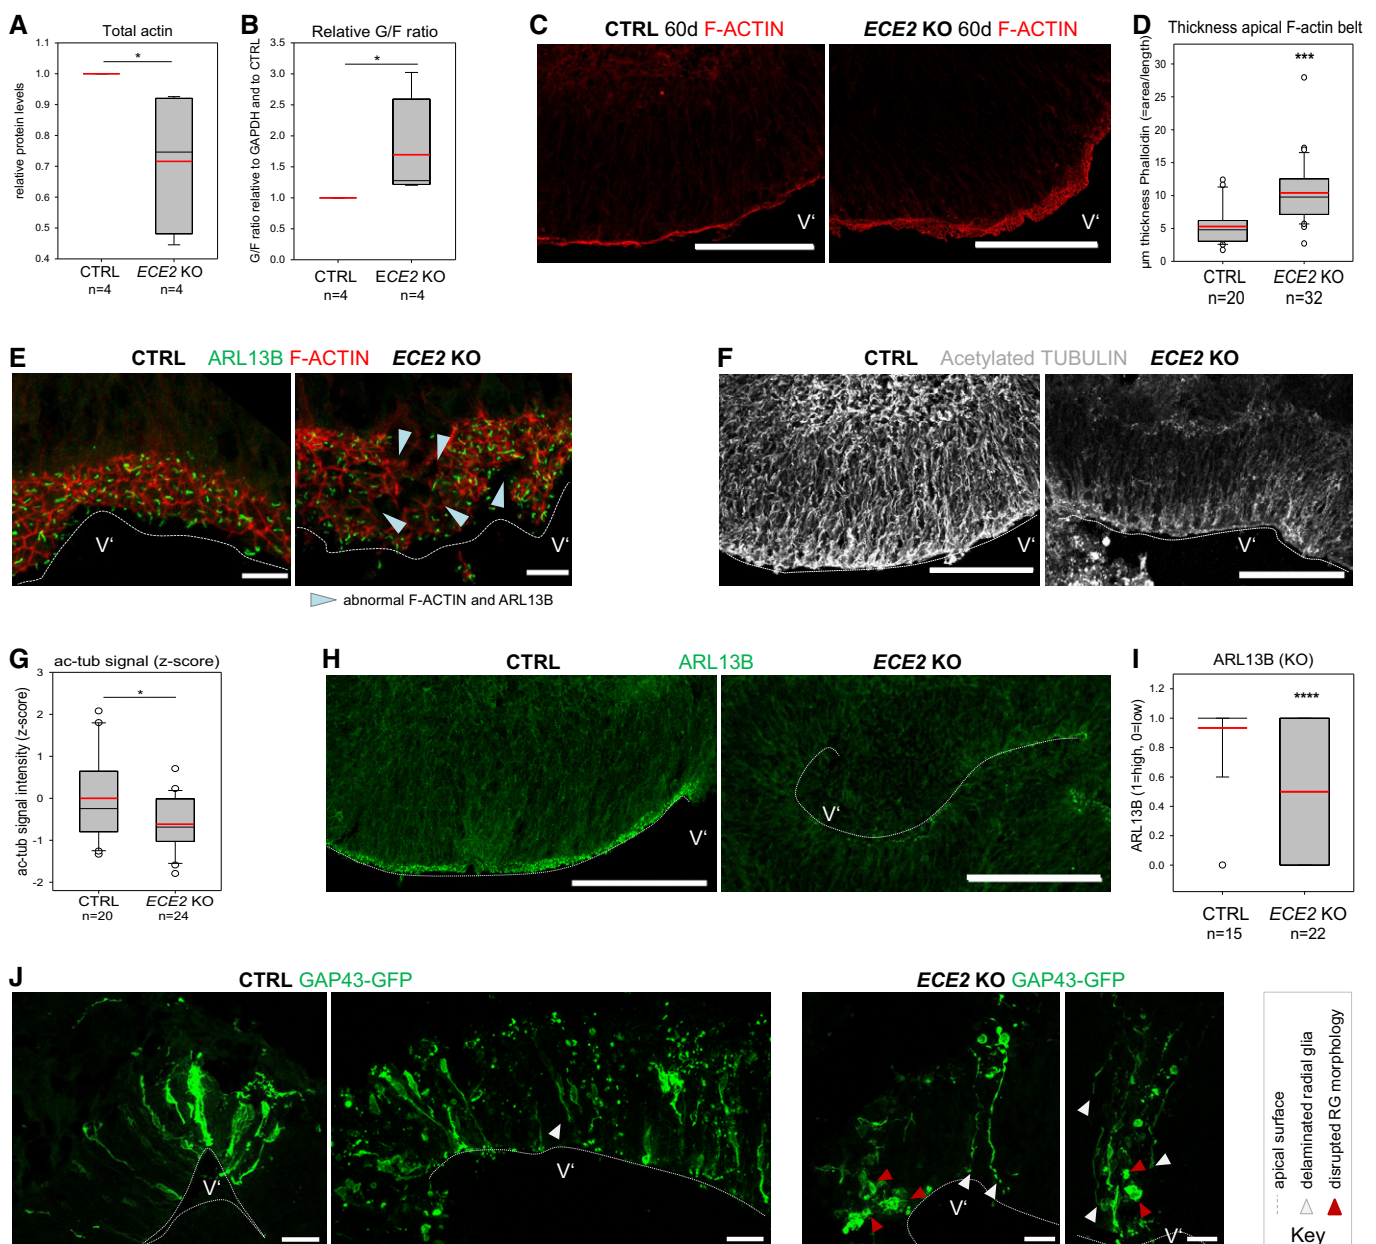 A
Total actin
relative protein levels
1.1
1.0
0.9
0.8
0.7
0.6
0.5
0.4
*
CTRL
n=4
ECE2 KO
n=4
B
Relative G/F ratio
G/F ratio relative to GAPDH and to CTRL
3.5
3.0
2.5
2.0
1.5
1.0
0.5
0.0
*
CTRL
n=4
ECE2 KO
n=4
C
CTRL 60d F-ACTIN
ECE2 KO 60d F-ACTIN
V'
V'
D
Thickness apical F-actin belt
µm thickness Phalloidin (=area/length)
30
25
20
15
10
5
0
***
CTRL
n=20
ECE2 KO
n=32
E
CTRL ARL13B F-ACTIN ECE2 KO
V'
V'
abnormal F-ACTIN and ARL13B
F
CTRL Acetylated TUBULIN ECE2 KO
V'
V'
G
ac-tub signal (z-score)
ac-tub signal intensity (z-score)
3
2
1
0
-1
-2
*
CTRL
n=20
ECE2 KO
n=24
H
CTRL ARL13B ECE2 KO
V'
V'
I
ARL13B (KO)
ARL13B (1=high, 0=low)
1.2
1.0
0.8
0.6
0.4
0.2
0.0
****
CTRL
n=15
ECE2 KO
n=22
J
CTRL GAP43-GFP
ECE2 KO GAP43-GFP
V'
V'
V'
V'
apical surface
delaminated radial glia
disrupted RG morphology
Key